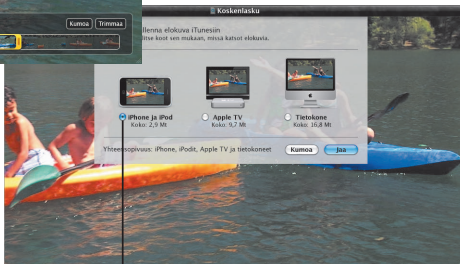 Koskenlasku
Kumoa Trimmaa
llenna elokuva iTunesiin
litse koot sen mukaan, missä katsot elokuvia.
iPhone ja iPod Apple TV Tietokone
Koko: 2,9 Mt Koko: 9,7 Mt Koko: 16,8 Mt
Yhteensopivuus: iPhone, iPodit, Apple TV ja tietokoneet Kumoa Jaa